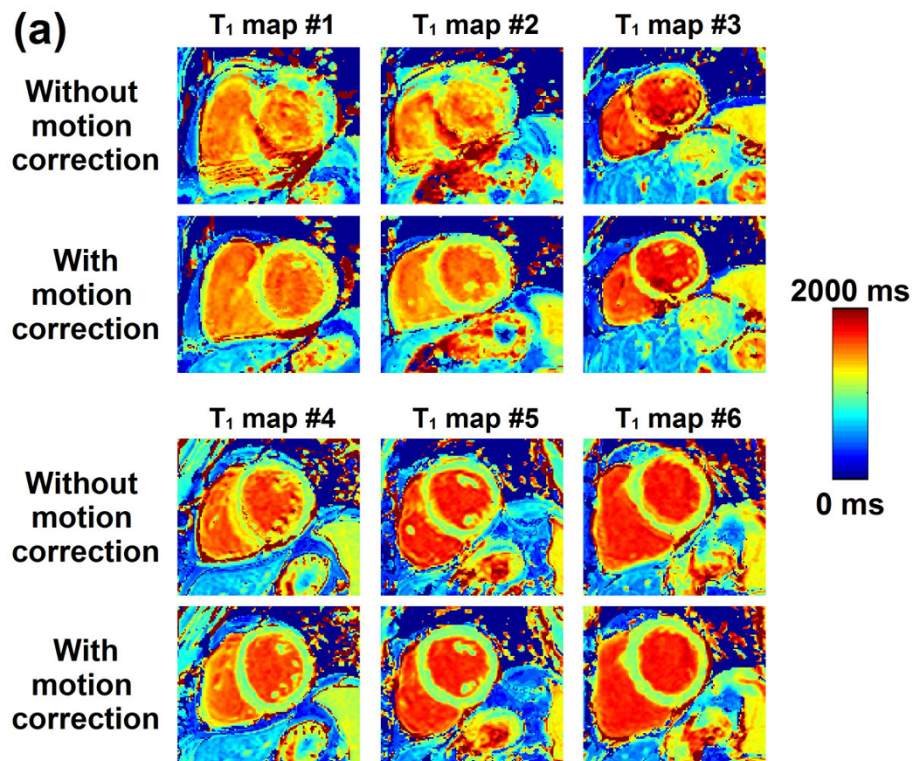 (a)
T₁ map #1 T₁ map #2 T₁ map #3
Without
motion
correction
With
motion
correction
2000 ms
0 ms
T₁ map #4 T₁ map #5 T₁ map #6
Without
motion
correction
With
motion
correction